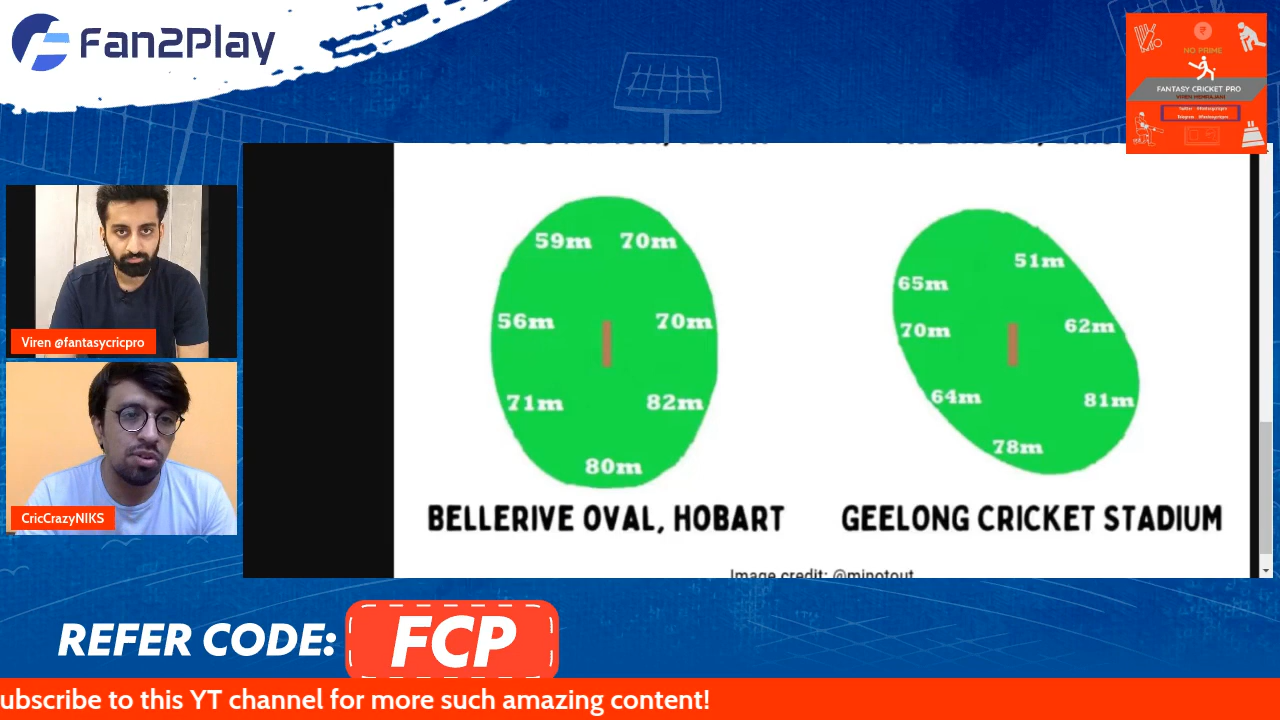 Fan2Play
NO PRIME
FANTASY CRICKET PRO
VIREN HEMRAJANI
59m 70m
56m 70m
71m 82m
80m
BELLERIVE OVAL, HOBART
51m
65m
70m 62m
64m 81m
78m
GEELONG CRICKET STADIUM
Image credit: @minotout
Viren @fantasycricpro
CricCrazyNIKS
REFER CODE: FCP
ubscribe to this YT channel for more such amazing content!